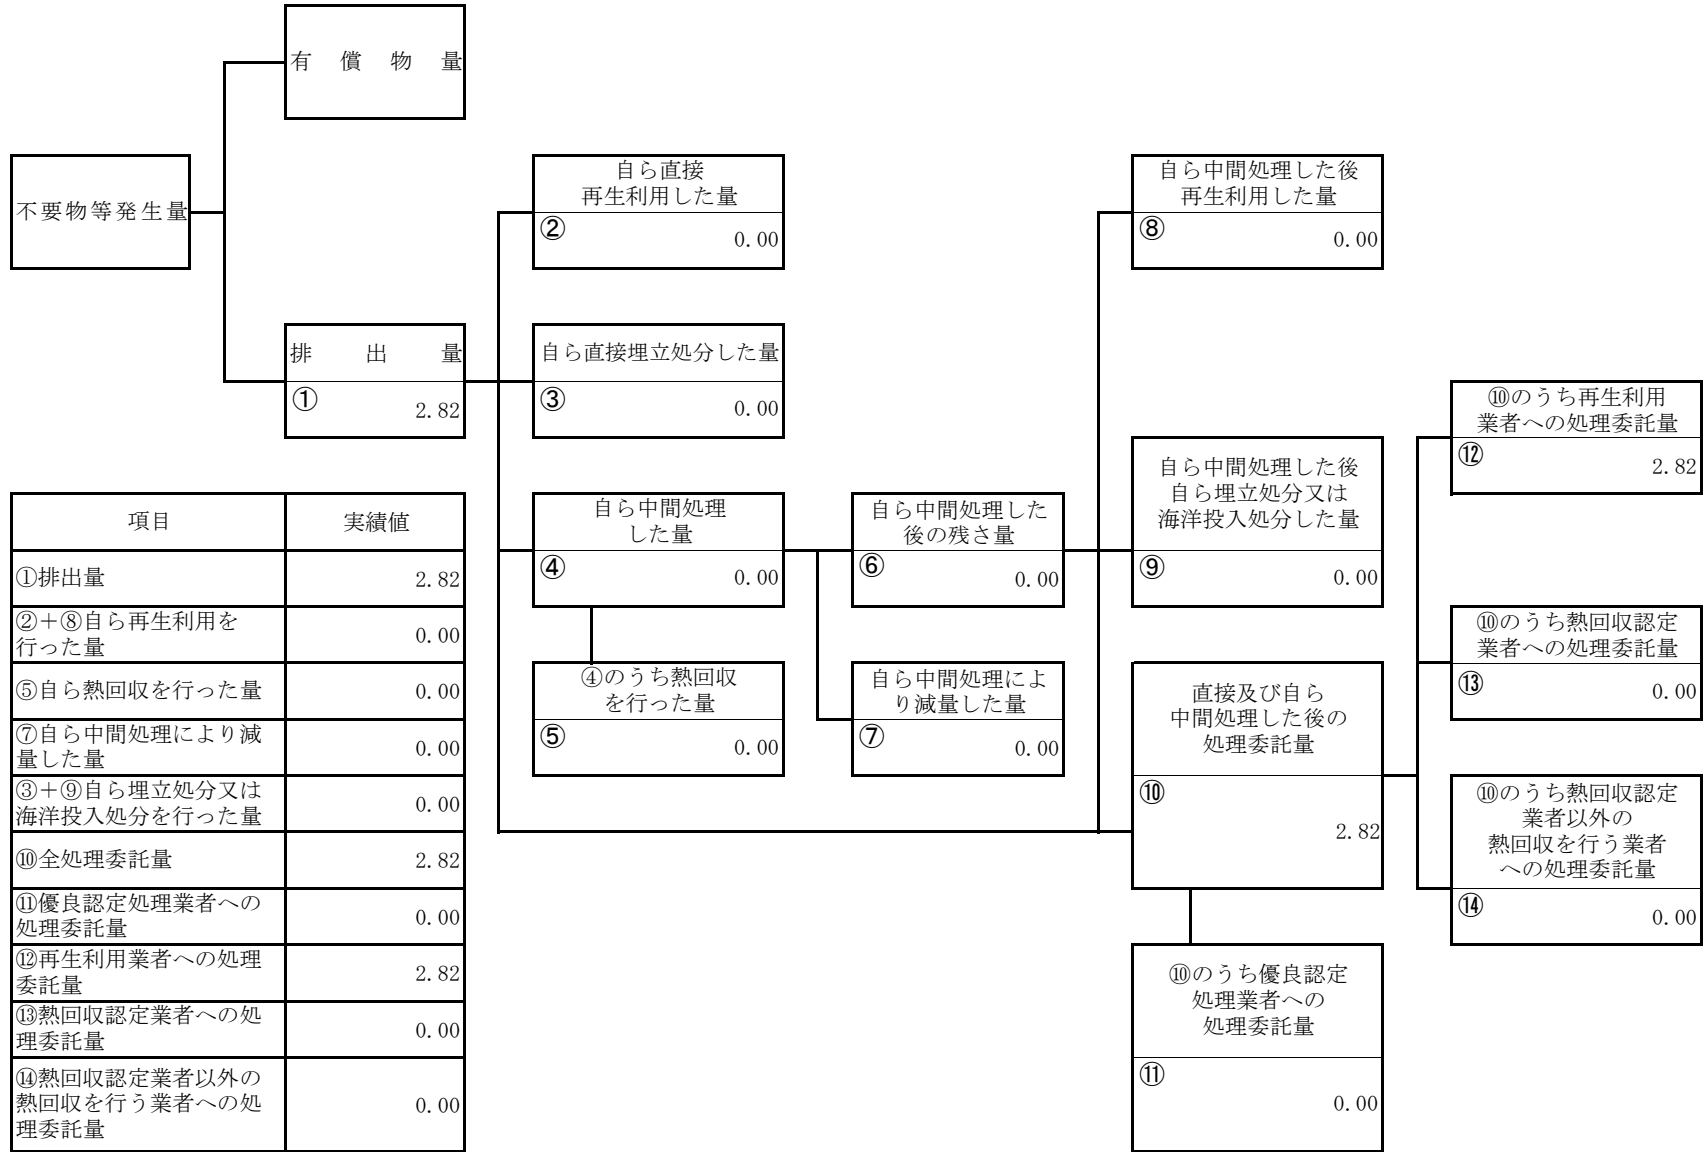 有償物量
不要物等発生量
自ら直接
再生利用した量
②
0.00
自ら中間処理した後
再生利用した量
⑧
0.00
排出量
①
2.82
自ら直接埋立処分した量
③
0.00
⑩のうち再生利用
業者への処理委託量
⑫
2.82
自ら中間処理した後
自ら埋立処分又は
海洋投入処分した量
⑨
0.00
自ら中間処理
した量
④
0.00
自ら中間処理した
後の残さ量
⑥
0.00
⑩のうち熱回収認定
業者への処理委託量
⑬
0.00
④のうち熱回収
を行った量
⑤
0.00
自ら中間処理によ
り減量した量
⑦
0.00
直接及び自ら
中間処理した後の
処理委託量
⑩
2.82
⑩のうち熱回収認定
業者以外の
熱回収を行う業者
への処理委託量
⑭
0.00
⑩のうち優良認定
処理業者への
処理委託量
⑪
0.00
項目 実績値
①排出量 2.82
②+⑧自ら再生利用を
行った量 0.00
⑤自ら熱回収を行った量 0.00
⑦自ら中間処理により減
量した量 0.00
③+⑨自ら埋立処分又は
海洋投入処分を行った量 0.00
⑩全処理委託量 2.82
⑪優良認定処理業者への
処理委託量 0.00
⑫再生利用業者への処理
委託量 2.82
⑬熱回収認定業者への処
理委託量 0.00
⑭熱回収認定業者以外の
熱回収を行う業者への処
理委託量 0.00